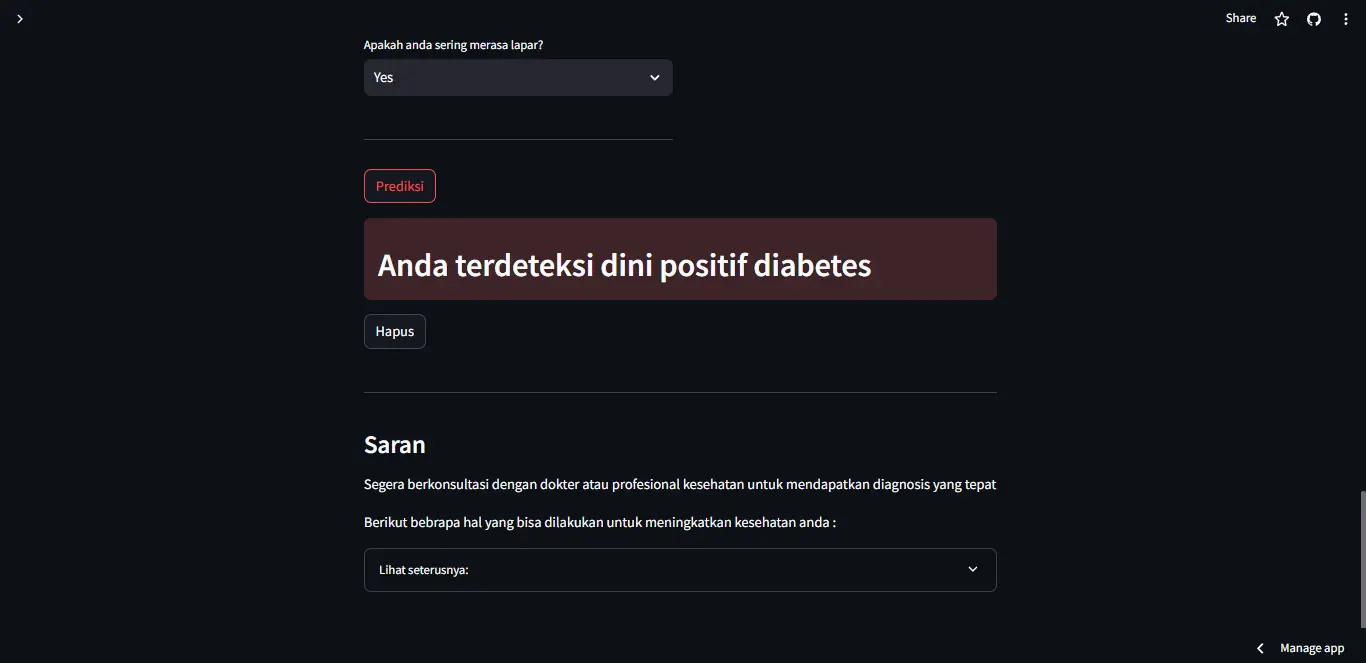 Share
Apakah anda sering merasa lapar?
Yes
Prediksi
Anda terdeteksi dini positif diabetes
Hapus
Saran
Segera berkonsultasi dengan dokter atau profesional kesehatan untuk mendapatkan diagnosis yang tepat
Berikut bebrapa hal yang bisa dilakukan untuk meningkatkan kesehatan anda :
Lihat seterusnya:
Manage app